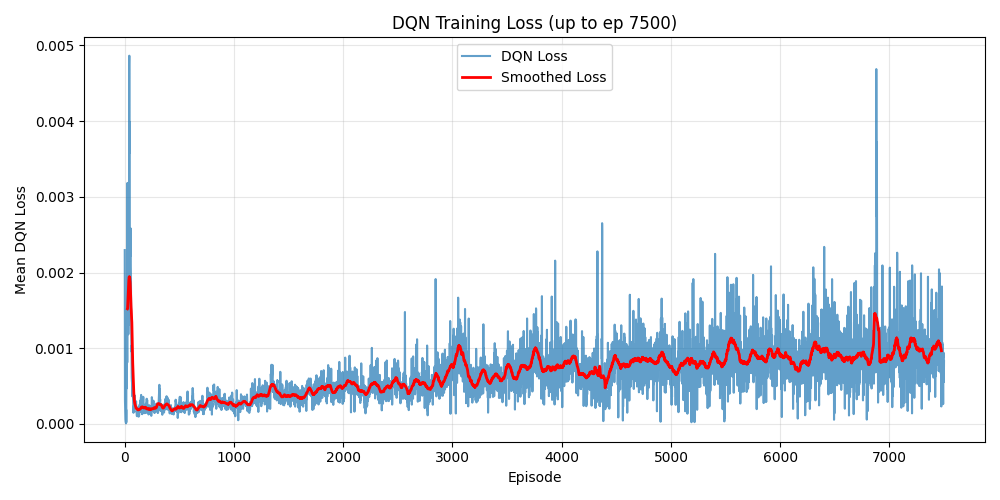 DQN Training Loss (up to ep 7500)
DQN Loss
Smoothed Loss
Mean DQN Loss
0.005
0.004
0.003
0.002
0.001
0.000
0 1000 2000 3000 4000 5000 6000 7000
Episode